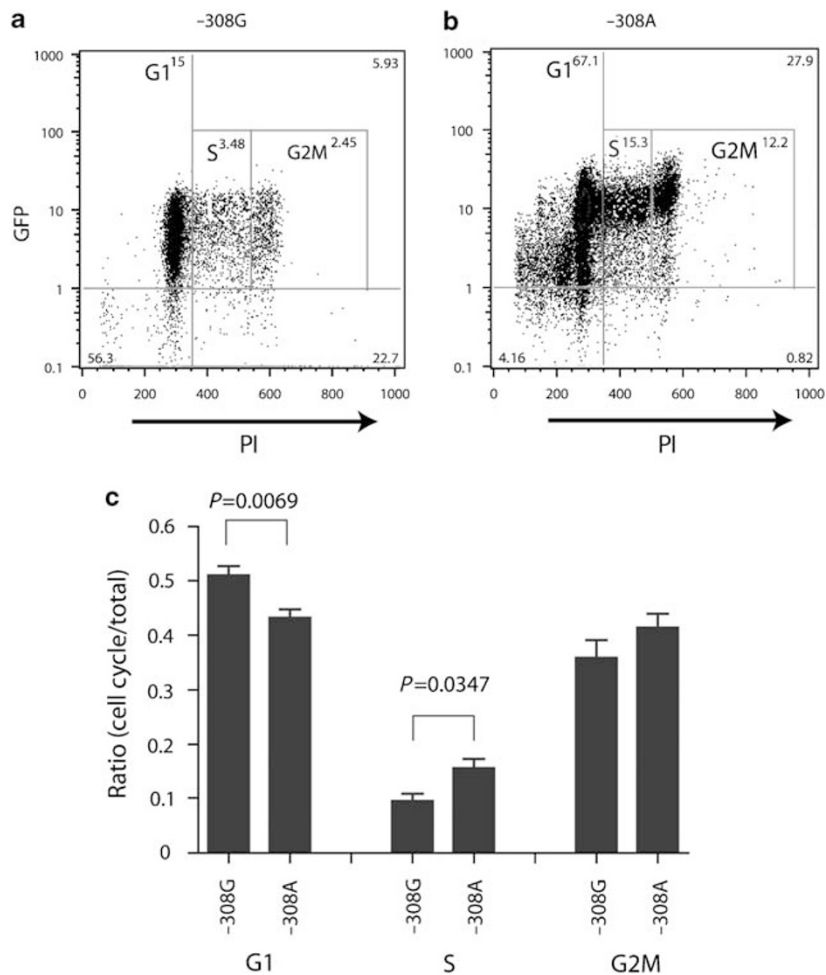 a
−308G
1000
100
10
1
0.1
GFP
G1 15
5.93
S 3.48
G2M 2.45
56.3
22.7
0 200 400 600 800 1000
PI
b
−308A
1000
100
10
1
0.1
G1 67.1
27.9
S 15.3
G2M 12.2
4.16
0.82
0 200 400 600 800 1000
PI
c
P=0.0069
P=0.0347
Ratio (cell cycle/total)
0.6
0.5
0.4
0.3
0.2
0.1
0
−308G
−308A
−308G
−308A
−308G
−308A
G1
S
G2M